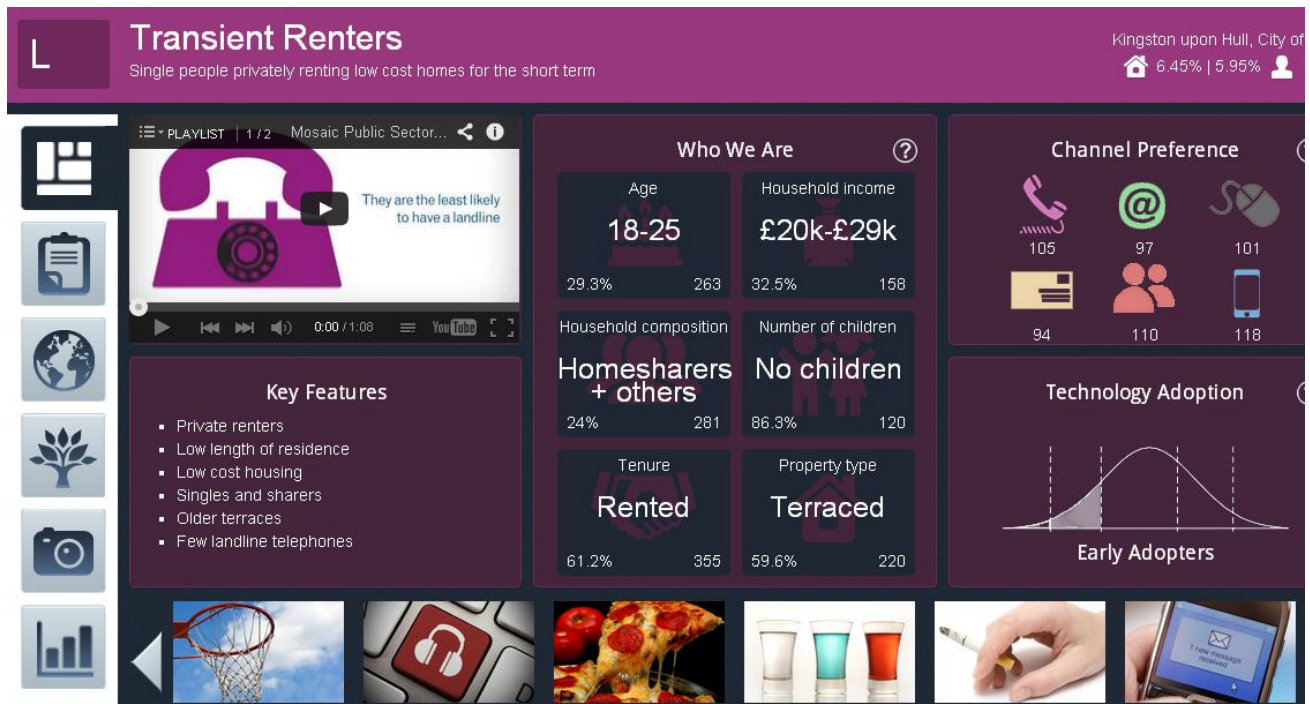 L
Transient Renters
Single people privately renting low cost homes for the short term
Kingston upon Hull, City of
6.45% | 5.95%
PLAYLIST | 1 / 2 Mosaic Public Sector...
They are the least likely
to have a landline
0:00 / 1:08
YouTube
Key Features
Private renters
Low length of residence
Low cost housing
Singles and sharers
Older terraces
Few landline telephones
Who We Are
?
Age
18-25
29.3% 263
Household income
£20k-£29k
32.5% 158
Household composition
Homesharers
+ others
24% 281
Number of children
No children
86.3% 120
Tenure
Rented
61.2% 355
Property type
Terraced
59.6% 220
Channel Preference
@
105 97 101
94 110 118
Technology Adoption
Early Adopters
1 new message
received